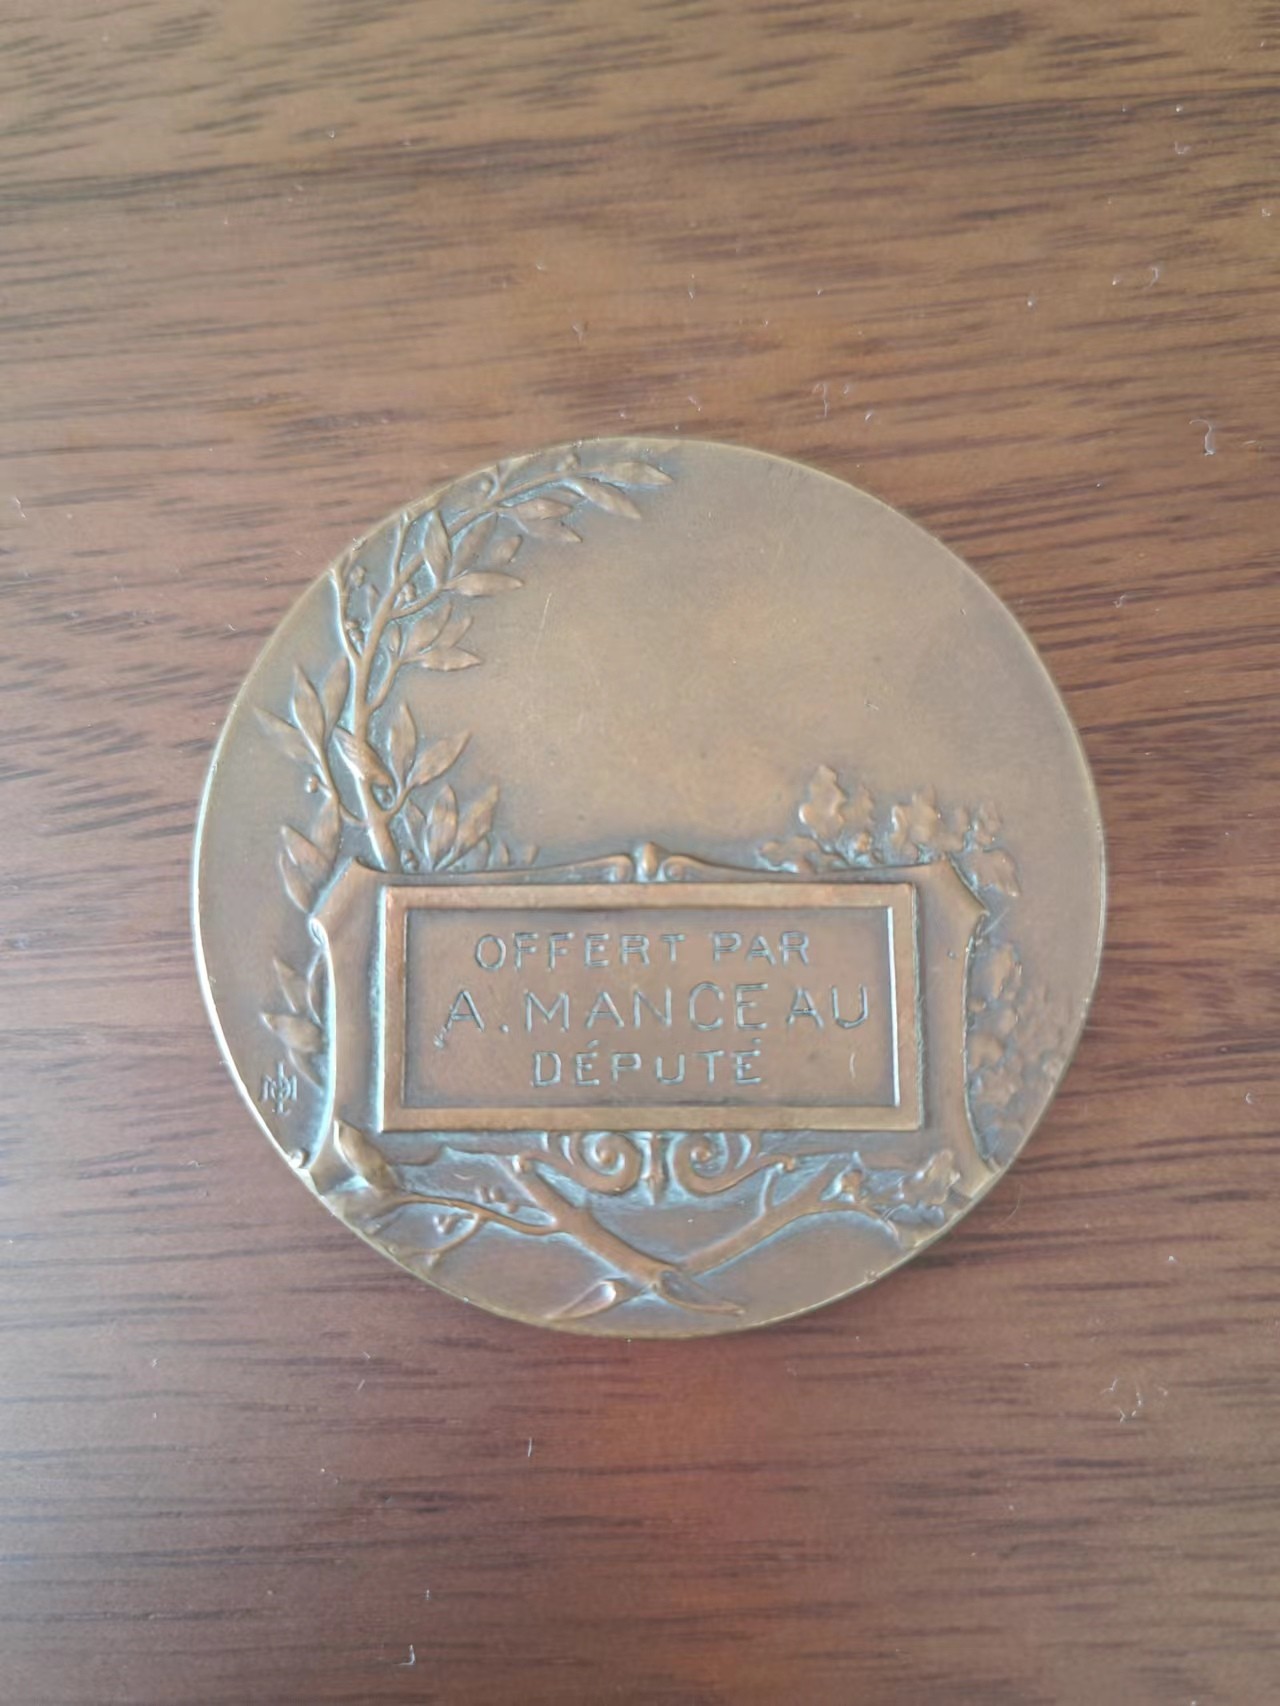 OFFERT PAR
A. MANCEAU
DÉPUTÉ